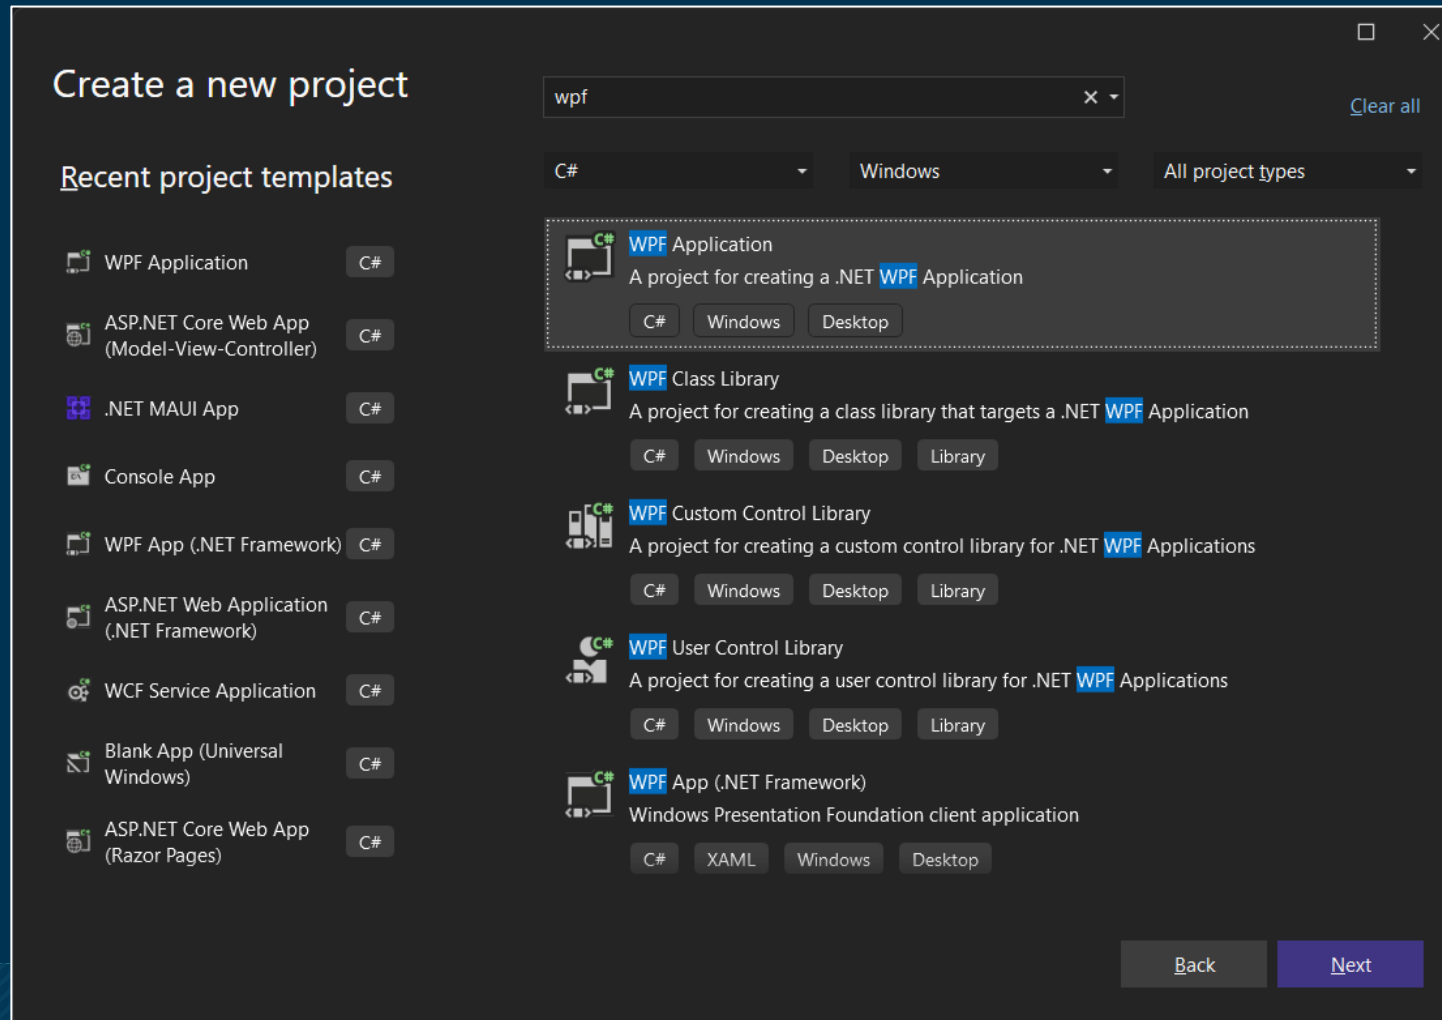 Create a new project
wpf
Clear all
Recent project templates
C#
Windows
All project types
WPF Application
C#
ASP.NET Core Web App
(Model-View-Controller)
C#
.NET MAUI App
C#
Console App
C#
WPF App (.NET Framework)
C#
ASP.NET Web Application
(.NET Framework)
C#
WCF Service Application
C#
Blank App (Universal
Windows)
C#
ASP.NET Core Web App
(Razor Pages)
C#
WPF Application
A project for creating a .NET WPF Application
C# Windows Desktop
WPF Class Library
A project for creating a class library that targets a .NET WPF Application
C# Windows Desktop Library
WPF Custom Control Library
A project for creating a custom control library for .NET WPF Applications
C# Windows Desktop Library
WPF User Control Library
A project for creating a user control library for .NET WPF Applications
C# Windows Desktop Library
WPF App (.NET Framework)
Windows Presentation Foundation client application
C# XAML Windows Desktop
Back
Next